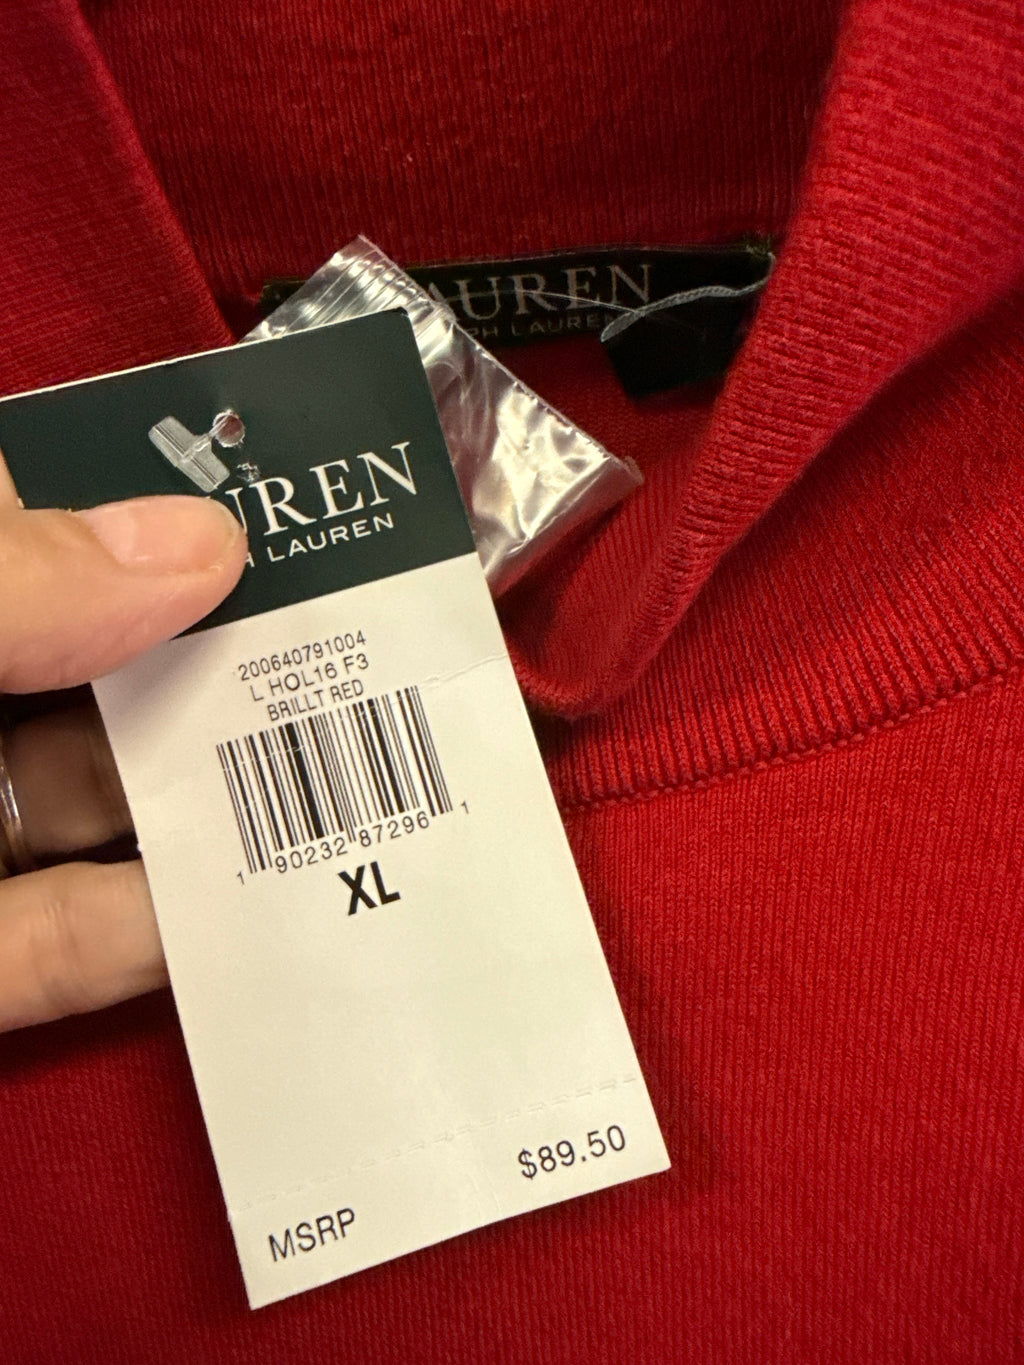 AUREN
PH LAUREN
UREN
H LAUREN
200640791004
L HOL16 F3
BRILLT RED
1 90232 87296 1
XL
$89.50
MSRP